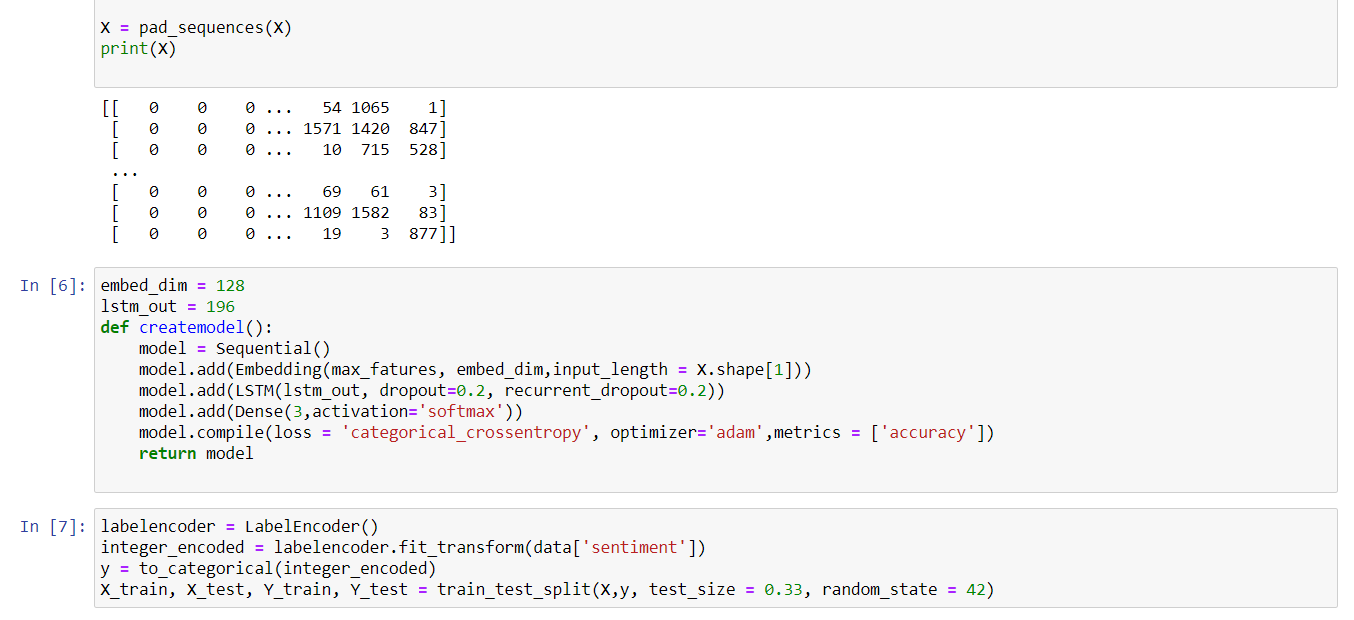 X = pad_sequences(X)
print(X)
[[   0    0    0 ...   54 1065    1]
 [   0    0    0 ... 1571 1420  847]
 [   0    0    0 ...   10  715  528]
 ...
 [   0    0    0 ...   69   61    3]
 [   0    0    0 ... 1109 1582   83]
 [   0    0    0 ...   19    3  877]]
In [6]: embed_dim = 128
lstm_out = 196
def createmodel():
    model = Sequential()
    model.add(Embedding(max_fatures, embed_dim,input_length = X.shape[1]))
    model.add(LSTM(lstm_out, dropout=0.2, recurrent_dropout=0.2))
    model.add(Dense(3,activation='softmax'))
    model.compile(loss = 'categorical_crossentropy', optimizer='adam',metrics = ['accuracy'])
    return model
In [7]: labelencoder = LabelEncoder()
integer_encoded = labelencoder.fit_transform(data['sentiment'])
y = to_categorical(integer_encoded)
X_train, X_test, Y_train, Y_test = train_test_split(X,y, test_size = 0.33, random_state = 42)